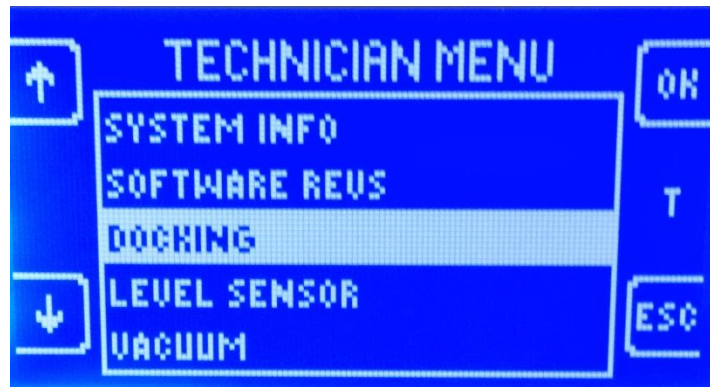 TECHNICIAN MENU
OK
SYSTEM INFO
SOFTWARE REVS
T
DOCKING
LEVEL SENSOR
ESC
VACUUM